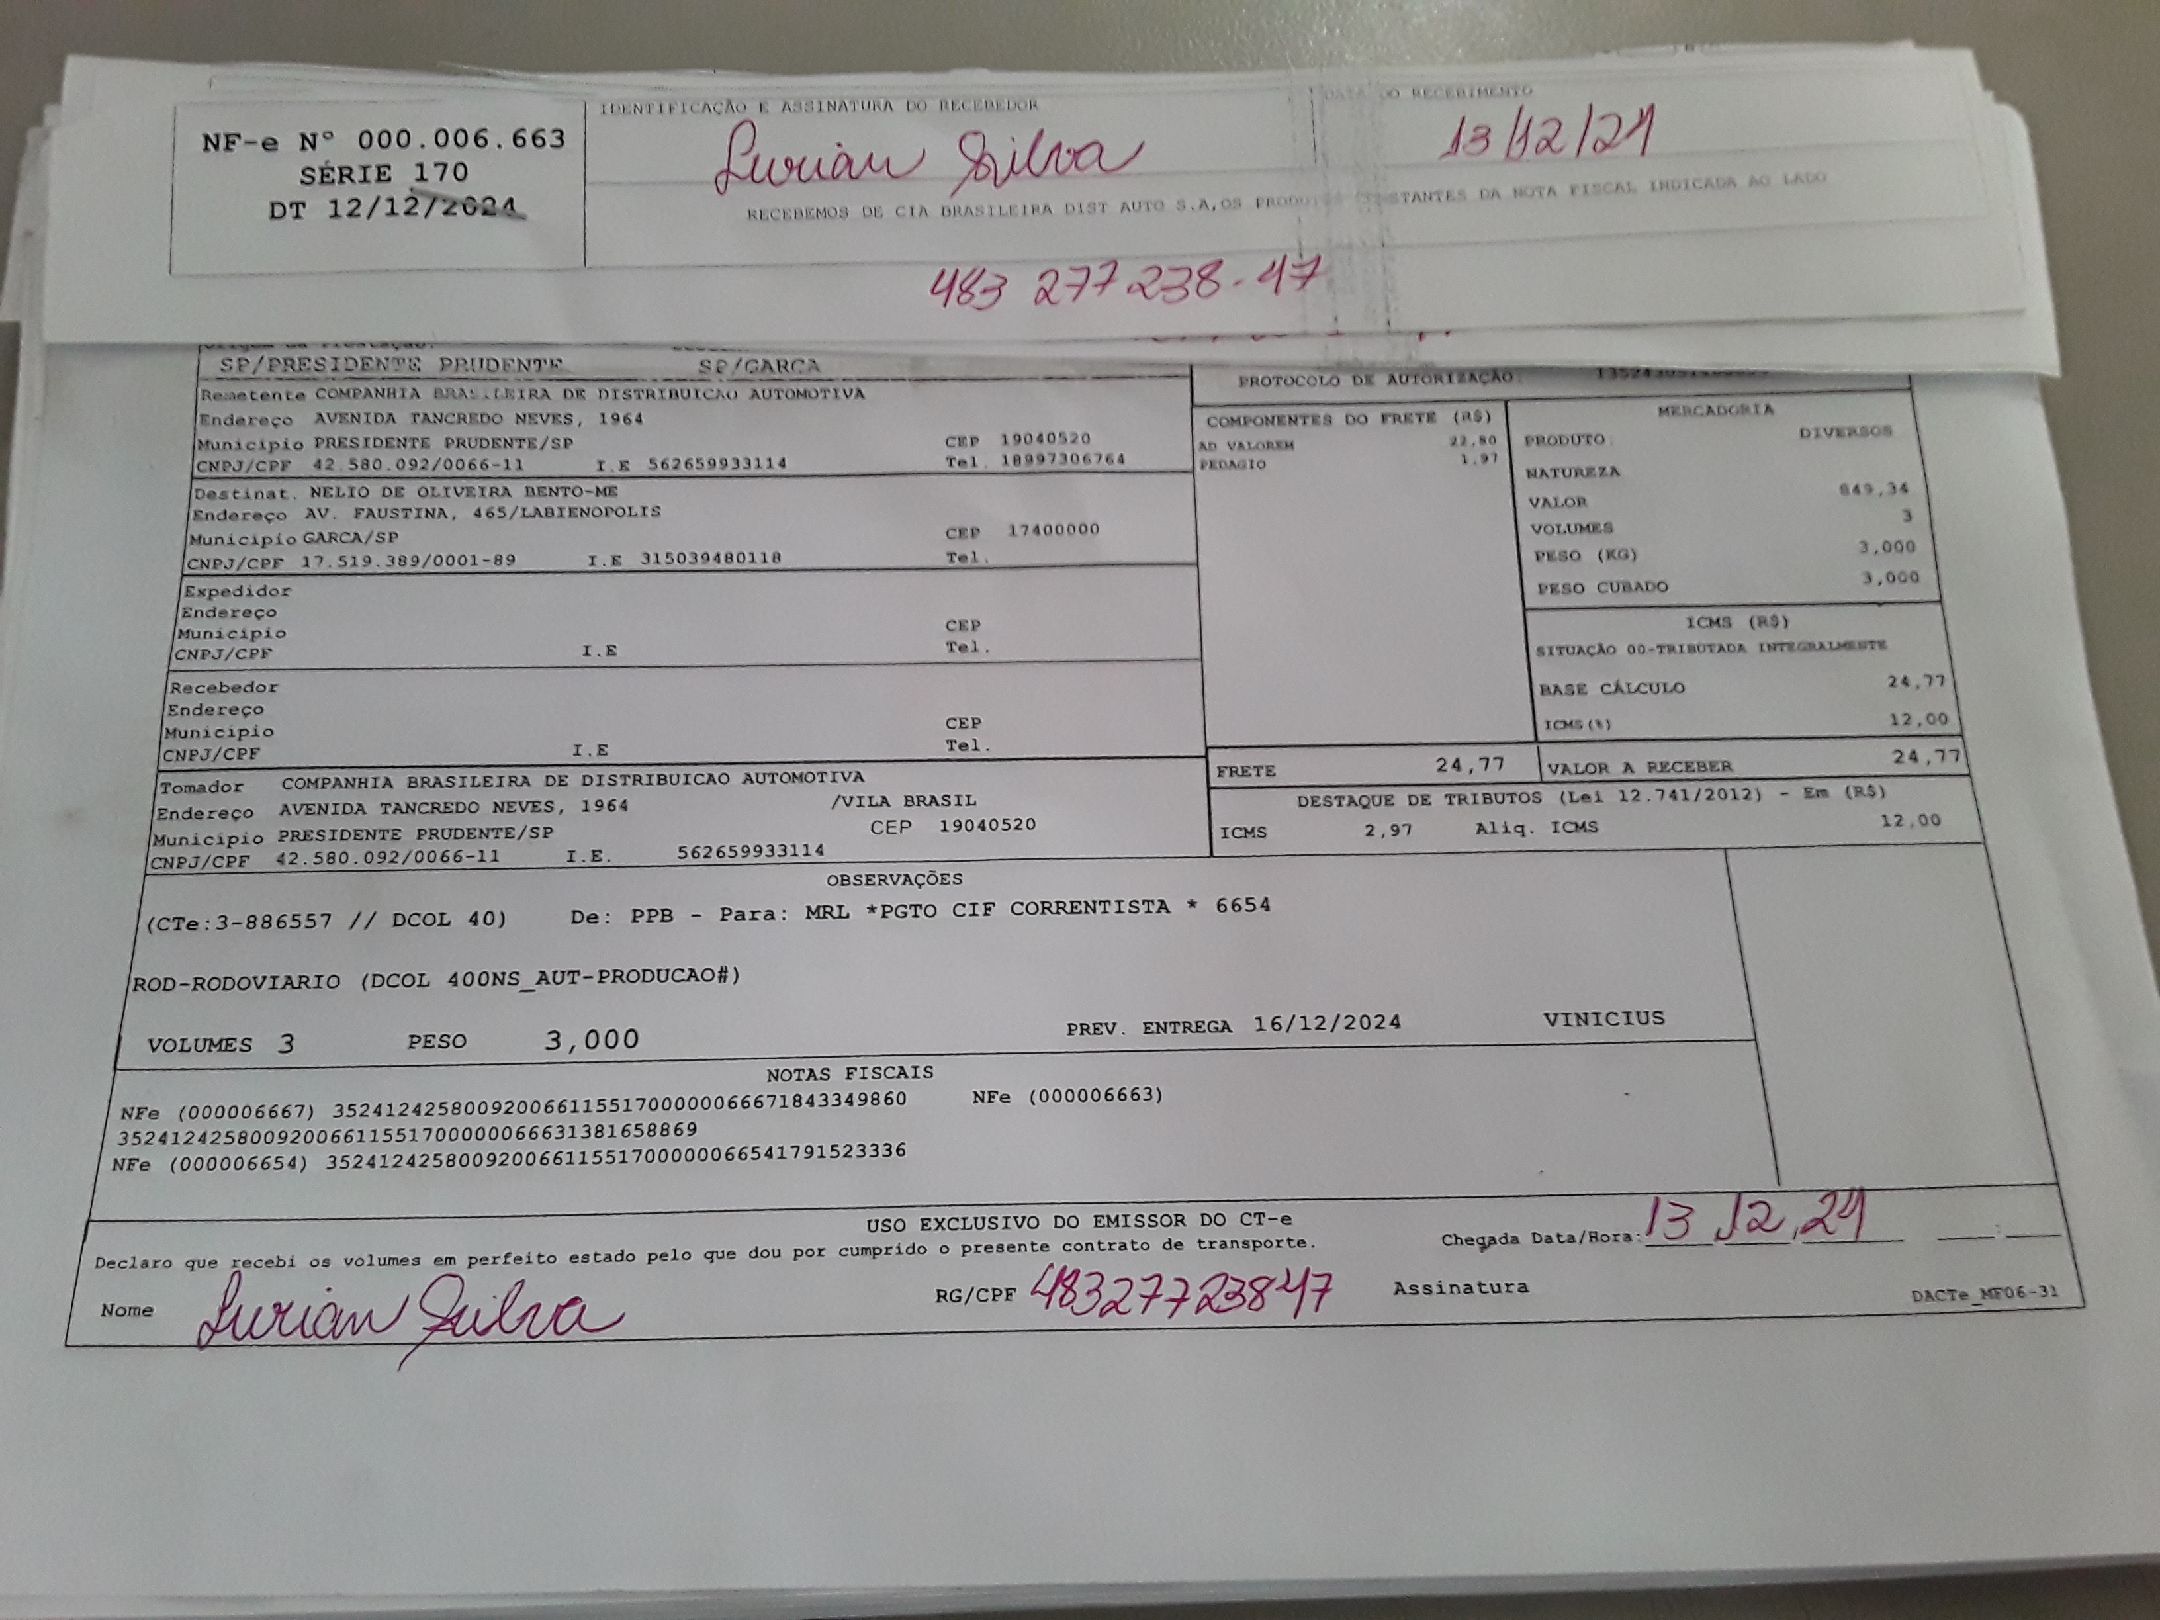 IDENTIFICAÇÃO E ASSINATURA DO RECEBEDOR
DATA DO RECEBIMENTO
NF-e Nº 000.006.663
SÉRIE 170
DT 12/12/2024
Lurian Silva
13/12/24
RECEBEMOS DE CIA BRASILEIRA DIST AUTO S.A,OS PRODUTOS CONSTANTES DA NOTA FISCAL INDICADA AO LADO
483 277 238-47
SP/PRESIDENTE PRUDENTE SP/GARCA
Remetente COMPANHIA BRASILEIRA DE DISTRIBUICAO AUTOMOTIVA
Endereço AVENIDA TANCREDO NEVES, 1964
Municipio PRESIDENTE PRUDENTE/SP CEP 19040520
CNPJ/CPF 42.580.092/0066-11 I.E 562659933114 Tel. 18997306764
Destinat. NELIO DE OLIVEIRA BENTO-ME
Endereço AV. FAUSTINA, 465/LABIENOPOLIS
Municipio GARCA/SP CEP 17400000
CNPJ/CPF 17.519.389/0001-89 I.E 315039480118 Tel.
Expedidor
Endereço
Municipio CEP
CNPJ/CPF I.E Tel.
Recebedor
Endereço
Municipio CEP
CNPJ/CPF I.E Tel.
Tomador COMPANHIA BRASILEIRA DE DISTRIBUICAO AUTOMOTIVA
Endereço AVENIDA TANCREDO NEVES, 1964 /VILA BRASIL
Municipio PRESIDENTE PRUDENTE/SP CEP 19040520
CNPJ/CPF 42.580.092/0066-11 I.E. 562659933114
PROTOCOLO DE AUTORIZAÇÃO:
COMPONENTES DO FRETE (R$)
AD VALOREM 22,80
PEDAGIO 1,97
MERCADORIA
PRODUTO: DIVERSOS
NATUREZA
VALOR 849,34
VOLUMES 3
PESO (KG) 3,000
PESO CUBADO 3,000
ICMS (R$)
SITUAÇÃO 00-TRIBUTADA INTEGRALMENTE
BASE CÁLCULO 24,77
ICMS(%) 12,00
FRETE 24,77 VALOR A RECEBER 24,77
DESTAQUE DE TRIBUTOS (Lei 12.741/2012) - Em (R$)
ICMS 2,97 Aliq. ICMS 12,00
OBSERVAÇÕES
(CTe:3-886557 // DCOL 40) De: PPB - Para: MRL *PGTO CIF CORRENTISTA * 6654
ROD-RODOVIARIO (DCOL 400NS_AUT-PRODUCAO#)
VOLUMES 3 PESO 3,000 PREV. ENTREGA 16/12/2024 VINICIUS
NOTAS FISCAIS
NFe (000006667) 35241242580092006611551700000066671843349860 NFe (000006663)
35241242580092006611551700000066631381658869
NFe (000006654) 35241242580092006611551700000066541791523336
USO EXCLUSIVO DO EMISSOR DO CT-e
Declaro que recebi os volumes em perfeito estado pelo que dou por cumprido o presente contrato de transporte. Chegada Data/Hora: 13 12 24 :
Nome Lurian Silva RG/CPF 48327723847 Assinatura
DACTe_MF06-31